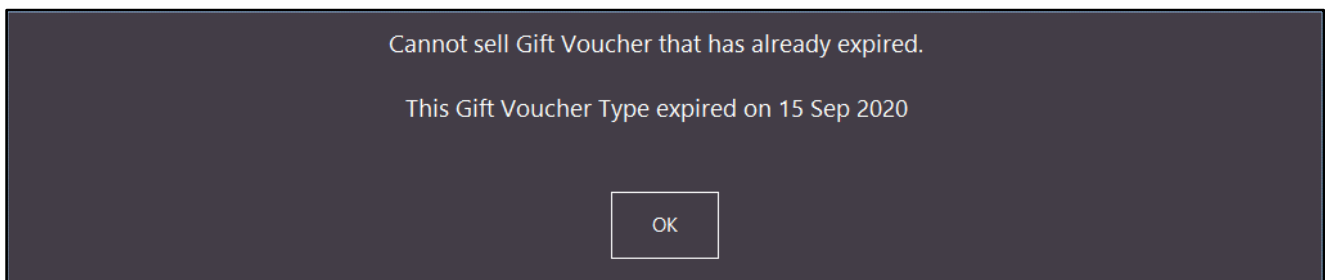 Cannot sell Gift Voucher that has already expired.
This Gift Voucher Type expired on 15 Sep 2020
OK